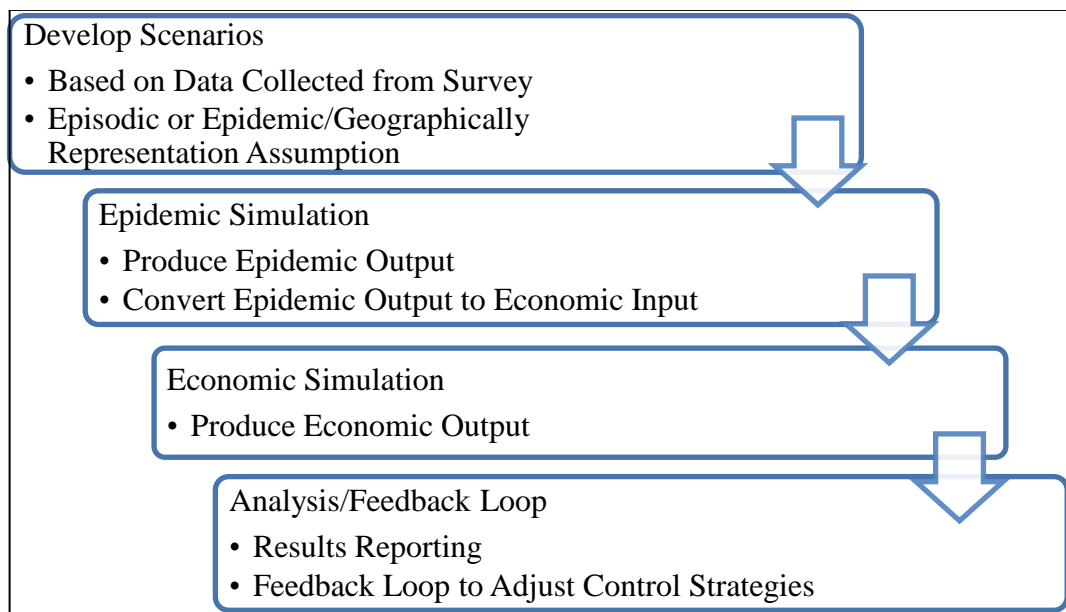 Develop Scenarios
• Based on Data Collected from Survey
• Episodic or Epidemic/Geographically
Representation Assumption
Epidemic Simulation
• Produce Epidemic Output
• Convert Epidemic Output to Economic Input
Economic Simulation
• Produce Economic Output
Analysis/Feedback Loop
• Results Reporting
• Feedback Loop to Adjust Control Strategies